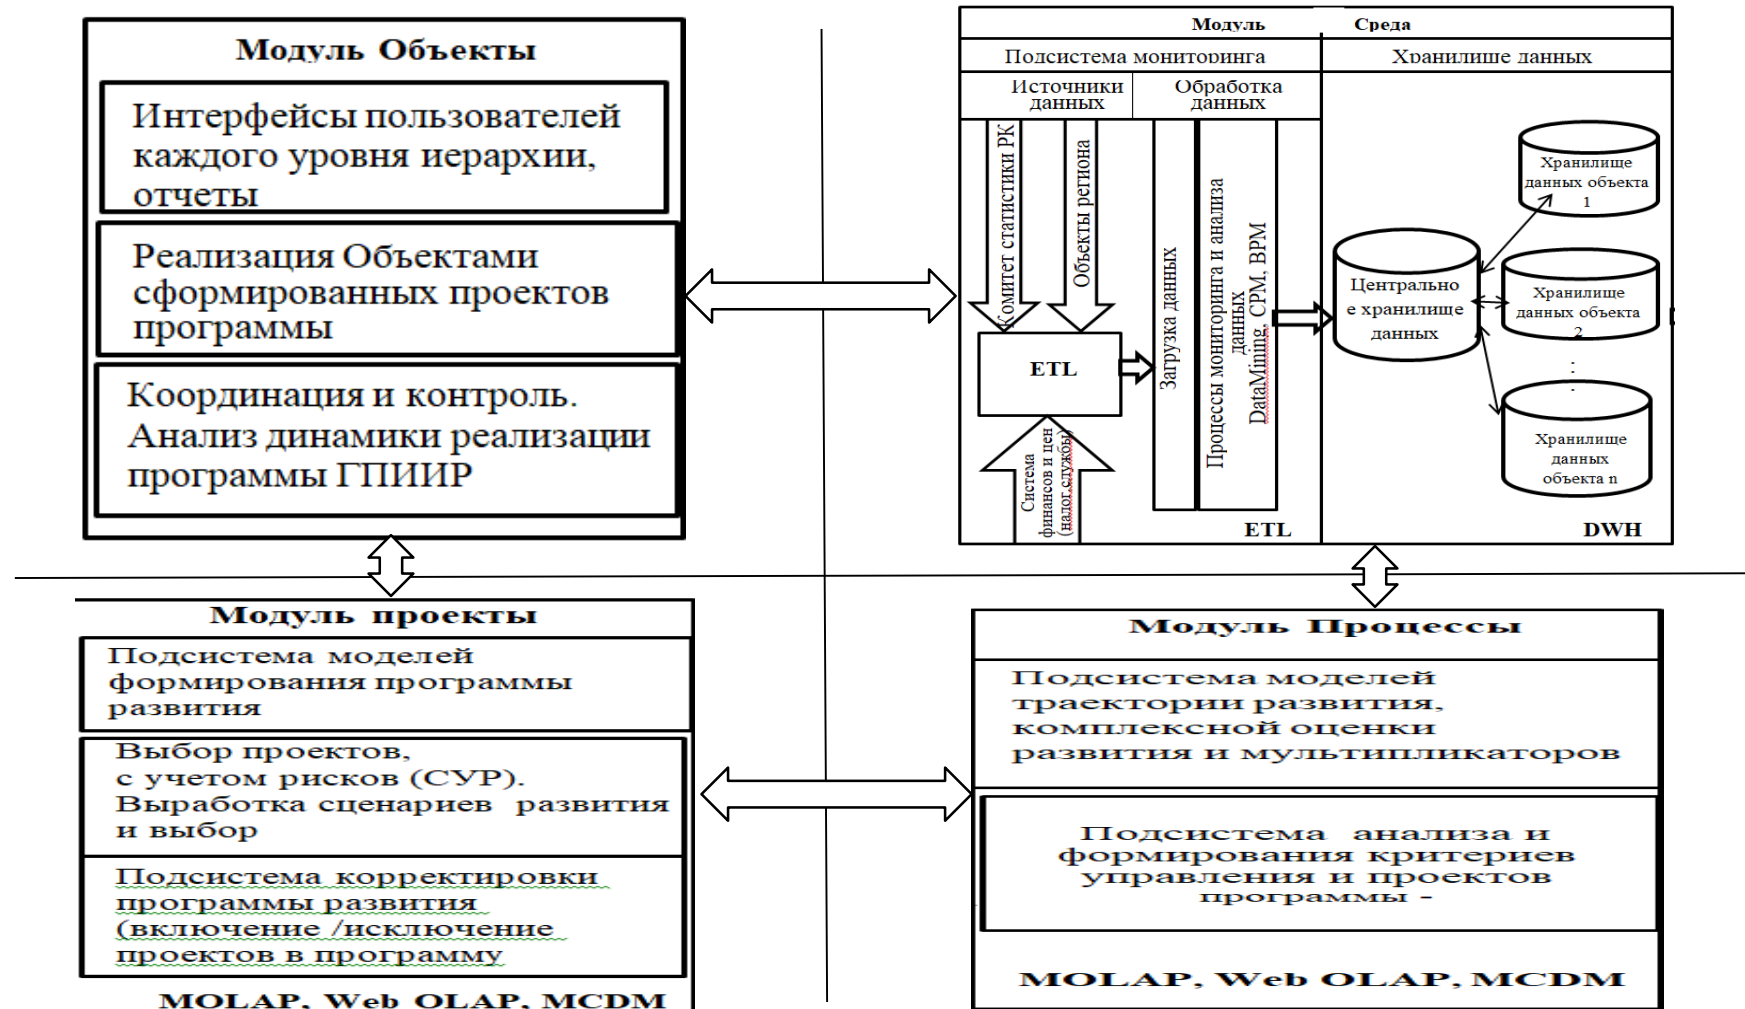 Модуль Объекты
Интерфейсы пользователей
каждого уровня иерархии,
отчеты
Реализация Объектами
сформированных проектов
программы
Координация и контроль.
Анализ динамики реализации
программы ГПИИР
Модуль Среда
Подсистема мониторинга
Хранилище данных
Источники
данных
Обработка
данных
Комитет статистики РК
Объекты региона
ETL
Система
финансов и цен
(налог.службы)
Загрузка данных
Процессы мониторинга и анализа
данных
DataMining, CPM, BPM
ETL
Центрально
е хранилище
данных
Хранилище
данных объекта
1
Хранилище
данных объекта
2
.
.
.
Хранилище
данных
объекта n
DWH
Модуль проекты
Подсистема моделей
формирования программы
развития
Выбор проектов,
с учетом рисков (СУР).
Выработка сценариев развития
и выбор
Подсистема корректировки
программы развития
(включение /исключение
проектов в программу
MOLAP, Web OLAP, MCDM
Модуль Процессы
Подсистема моделей
траектории развития,
комплексной оценки
развития и мультипликаторов
Подсистема анализа и
формирования критериев
управления и проектов
программы -
MOLAP, Web OLAP, MCDM